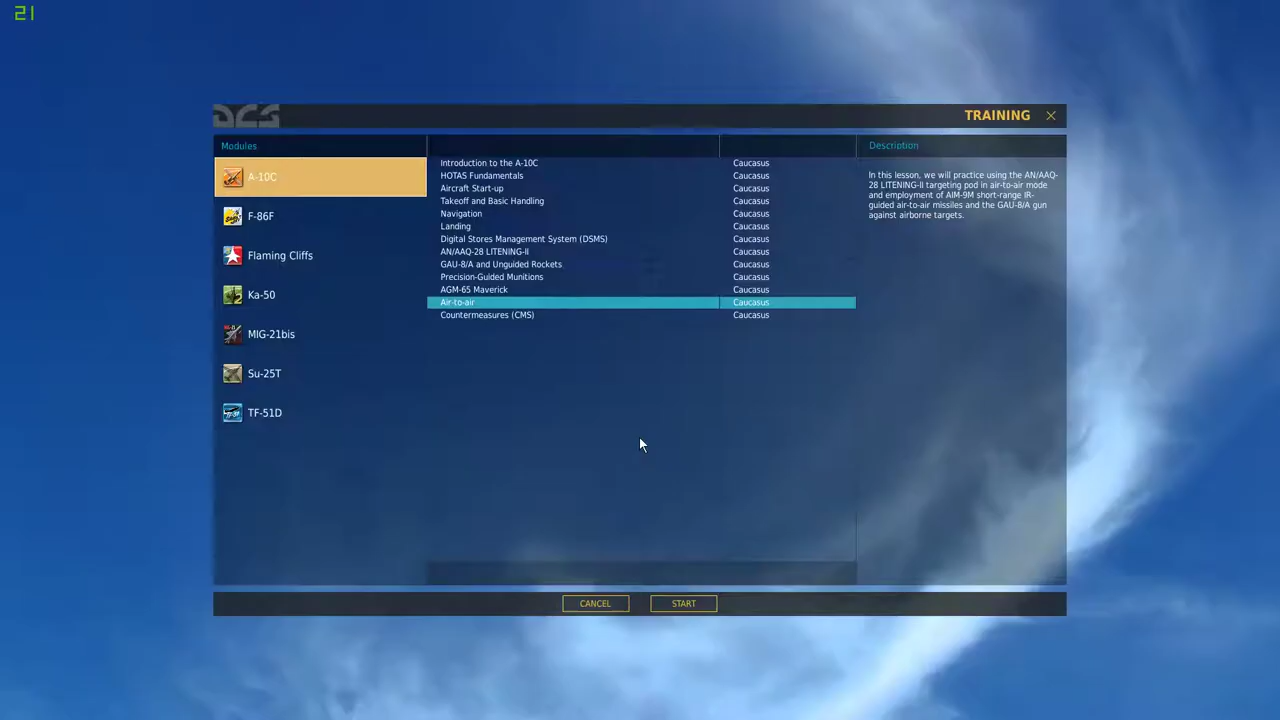 21
DCS
TRAINING
Modules
Description
A-10C
F-86F
Flaming Cliffs
Ka-50
MIG-21bis
Su-25T
TF-51D
Introduction to the A-10C Caucasus
HOTAS Fundamentals Caucasus
Aircraft Start-up Caucasus
Takeoff and Basic Handling Caucasus
Navigation Caucasus
Landing Caucasus
Digital Stores Management System (DSMS) Caucasus
AN/AAQ-28 LITENING-II Caucasus
GAU-8/A and Unguided Rockets Caucasus
Precision-Guided Munitions Caucasus
AGM-65 Maverick Caucasus
Air-to-air Caucasus
Countermeasures (CMS) Caucasus
In this lesson, we will practice using the AN/AAQ-
28 LITENING-II targeting pod in air-to-air mode
and employment of AIM-9M short-range IR-
guided air-to-air missiles and the GAU-8/A gun
against airborne targets.
CANCEL
START